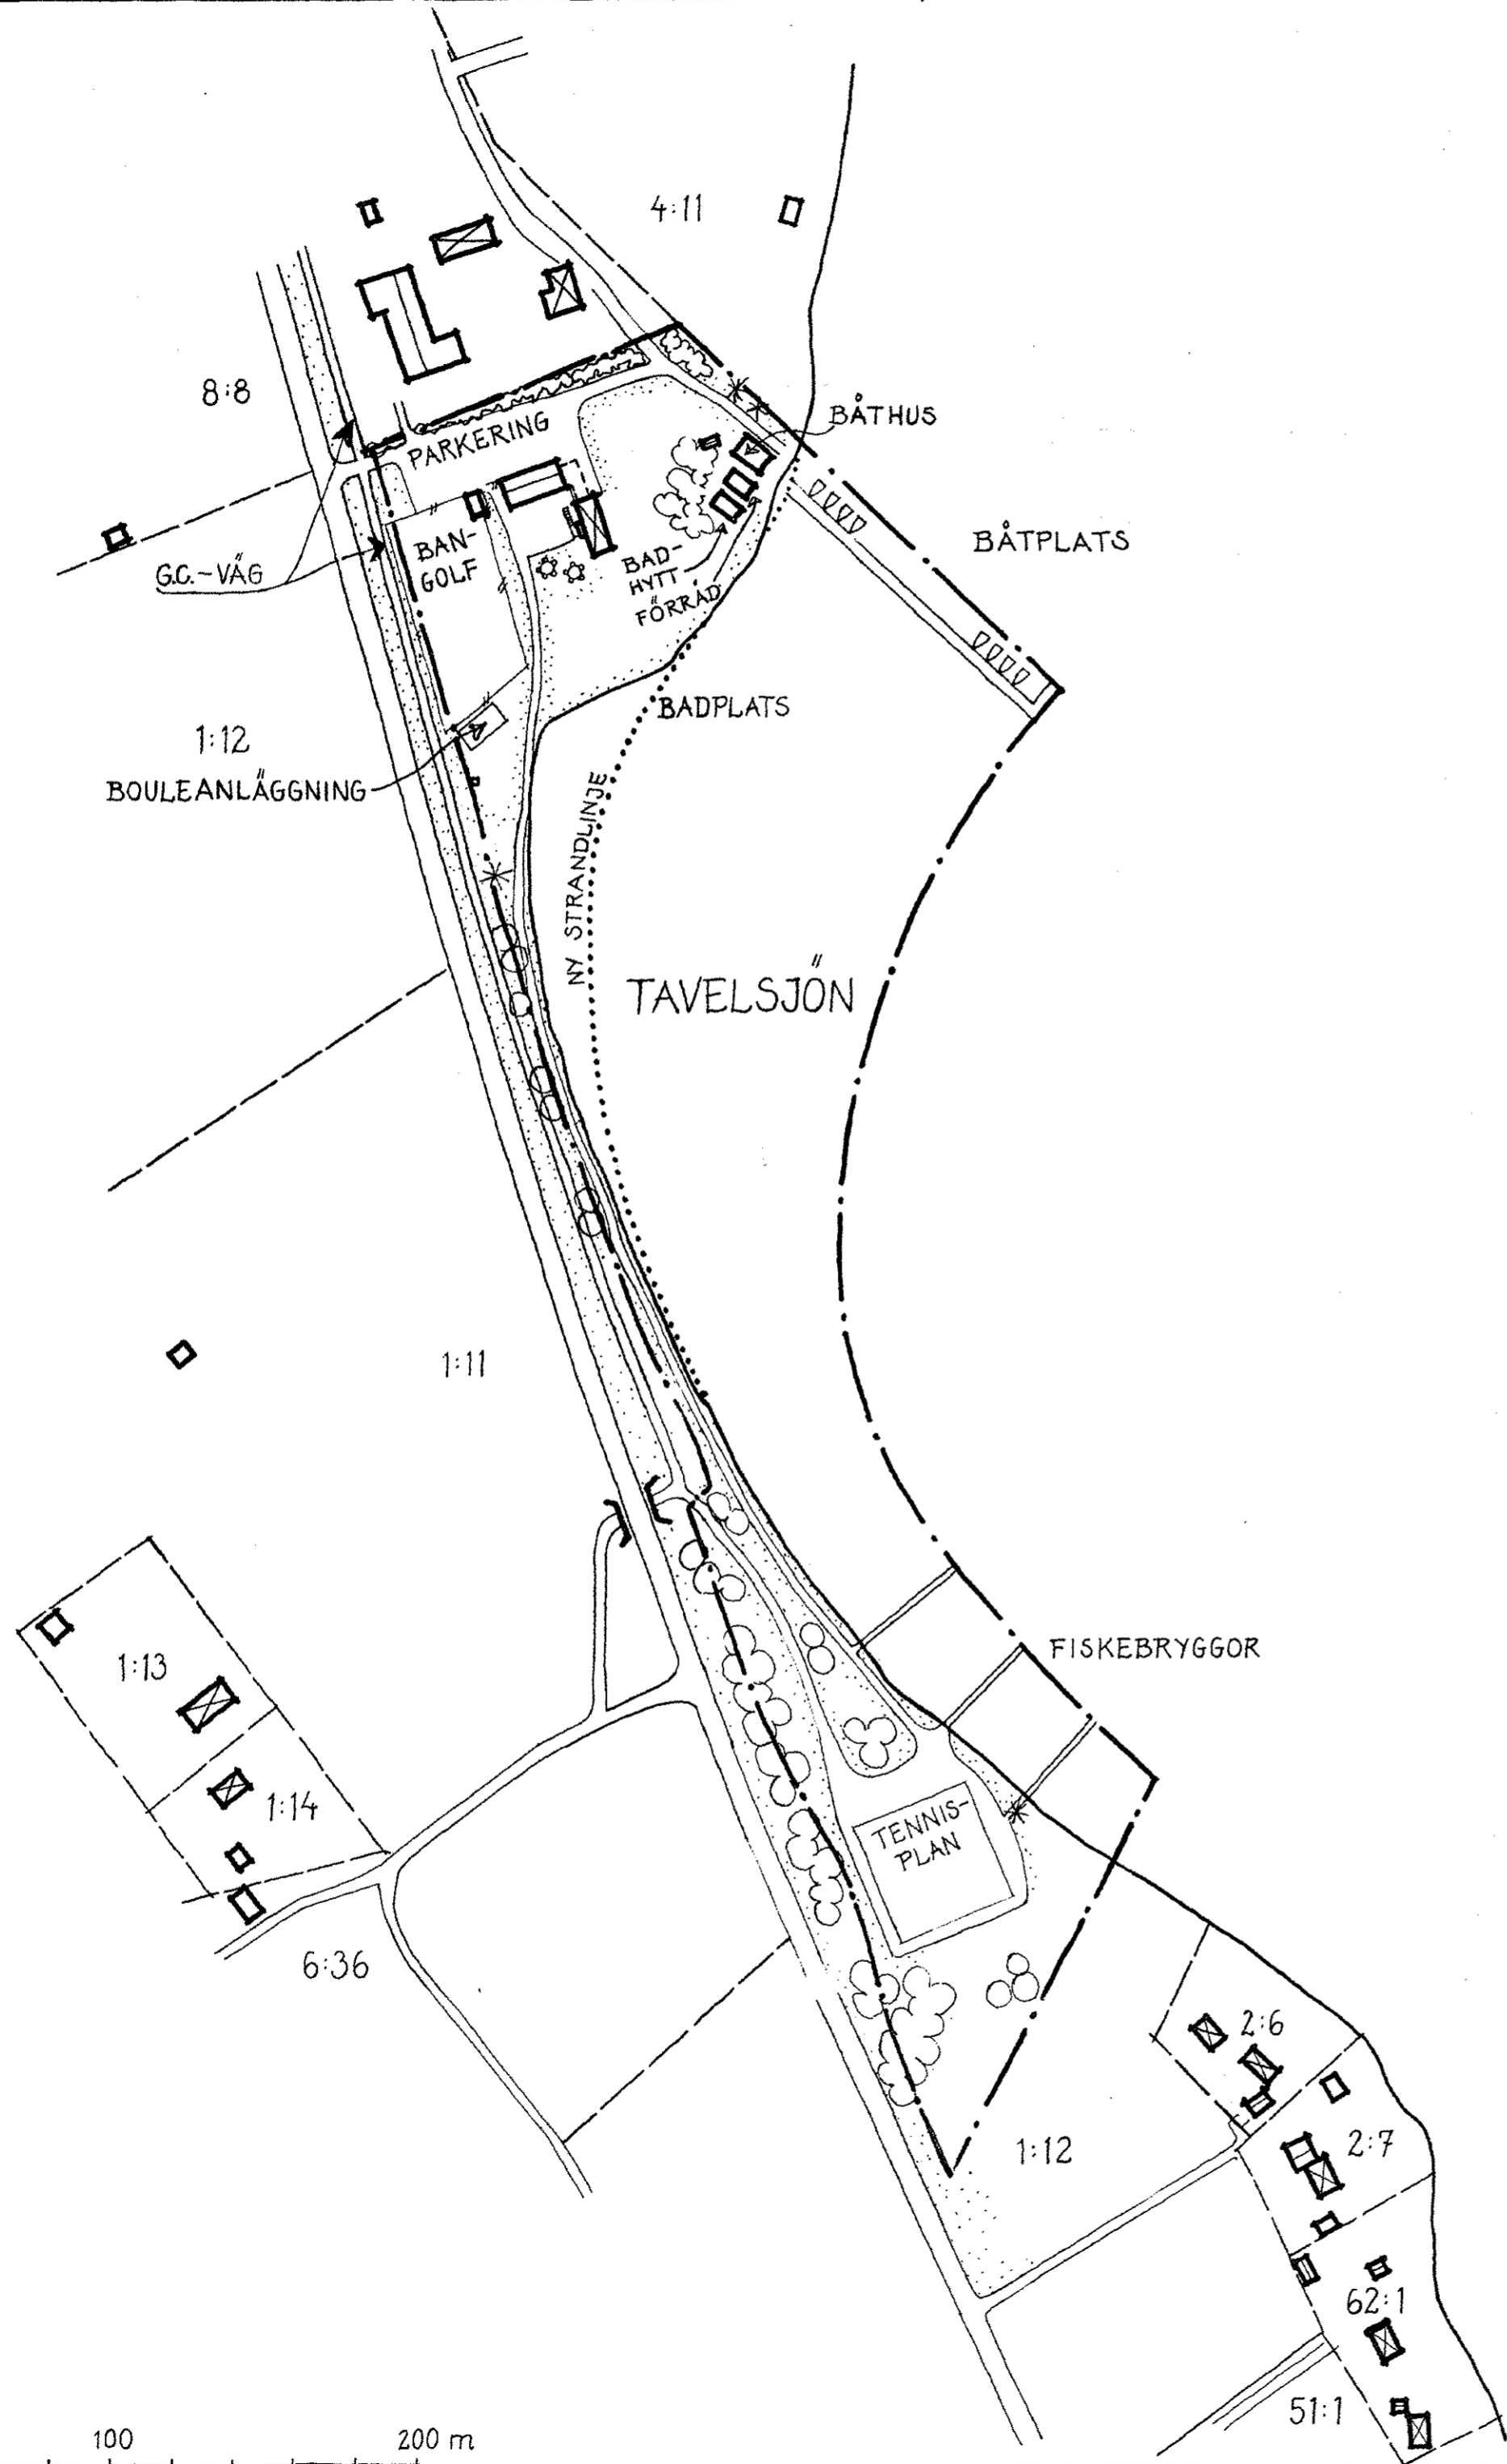 4:11
8:8
BÅTHUS
PARKERING
BÅTPLATS
BAN-
GOLF
G.C.-VÄG
BAD-
HYTT
FÖRRÅD
BADPLATS
1:12
BOULEANLÄGGNING
NY STRANDLINJE
TAVELSJÖN
1:11
FISKEBRYGGOR
1:13
1:14
TENNIS-
PLAN
6:36
2:6
1:12
2:7
62:1
51:1
100 200 m